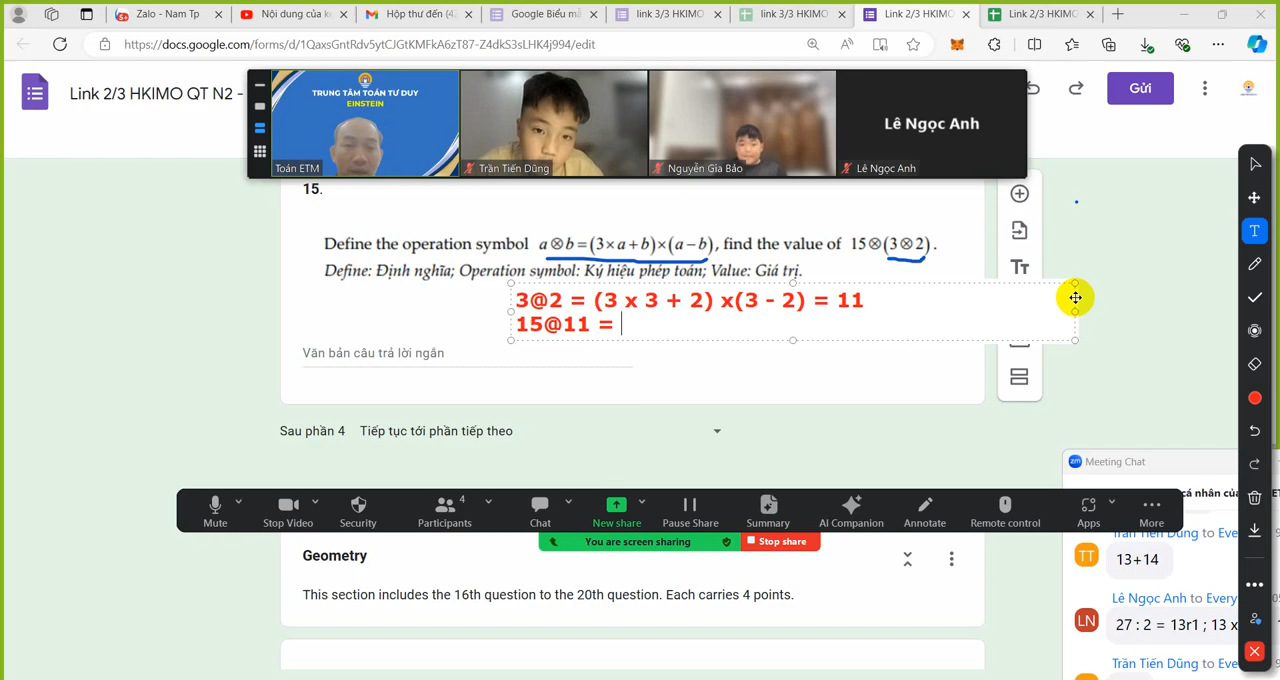 Zalo - Nam Tp
Nội dung của k
Hộp thư đến (42
Google Biểu mẫ
link 3/3 HKIMO
link 3/3 HKIMO
Link 2/3 HKIMO
Link 2/3 HKIMO
https://docs.google.com/forms/d/1QaxsGntRdv5ytCJGtKMFkA6zT87-Z4dkS3sLHK4j994/edit
Link 2/3 HKIMO QT N2 -
Gửi
TRUNG TÂM TOÁN TƯ DUY
EINSTEIN
Toán ETM
Trần Tiến Dũng
Nguyễn Gia Bảo
Lê Ngọc Anh
Lê Ngọc Anh
15.
Define the operation symbol a⊗b=(3×a+b)×(a−b), find the value of 15⊗(3⊗2).
Define: Định nghĩa; Operation symbol: Ký hiệu phép toán; Value: Giá trị.
3@2 = (3 x 3 + 2) x(3 - 2) = 11
15@11 =
Văn bản câu trả lời ngắn
Sau phần 4 Tiếp tục tới phần tiếp theo
Mute
Stop Video
Security
4
Participants
Chat
New share
Pause Share
Summary
AI Companion
Annotate
Remote control
Apps
More
You are screen sharing
Stop share
Geometry
This section includes the 16th question to the 20th question. Each carries 4 points.
zm Meeting Chat
cá nhân của
Trần Tiến Dũng to Eve
TT
13+14
Lê Ngọc Anh to Every
LN
27 : 2 = 13r1 ; 13 x
Trần Tiến Dũng to Eve